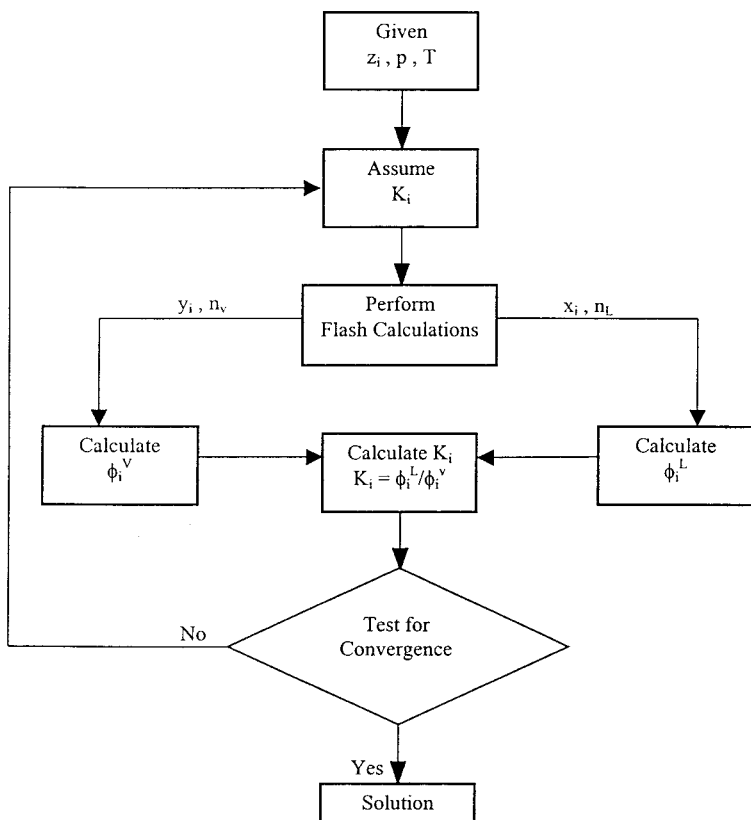 Given
zᵢ , p , T
Assume
Kᵢ
Perform
Flash Calculations
yᵢ , nᵥ
xᵢ , n_L
Calculate
ϕᵢⱽ
Calculate Kᵢ
Kᵢ = ϕᵢᴸ/ϕᵢᵛ
Calculate
ϕᵢᴸ
No
Test for
Convergence
Yes
Solution